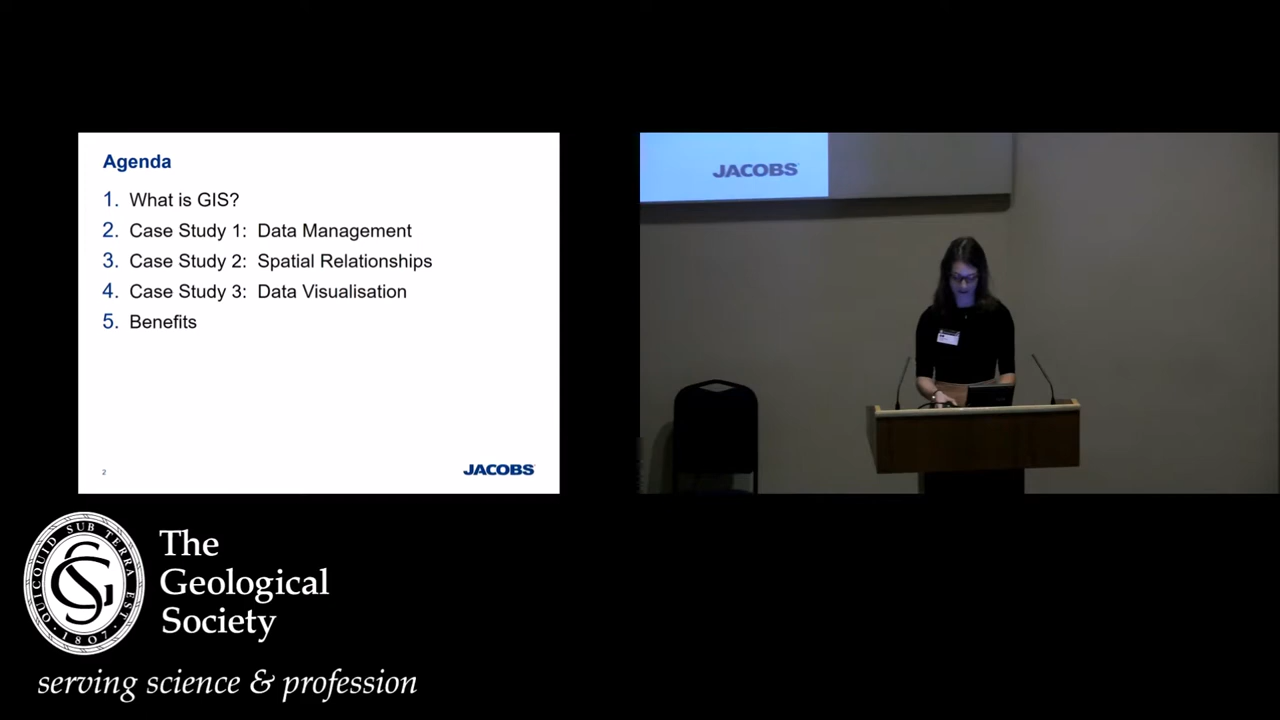 Agenda
1. What is GIS?
2. Case Study 1: Data Management
3. Case Study 2: Spatial Relationships
4. Case Study 3: Data Visualisation
5. Benefits
2
JACOBS
JACOBS
QUICQUID SUB TERRA EST
1807
The
Geological
Society
serving science & profession